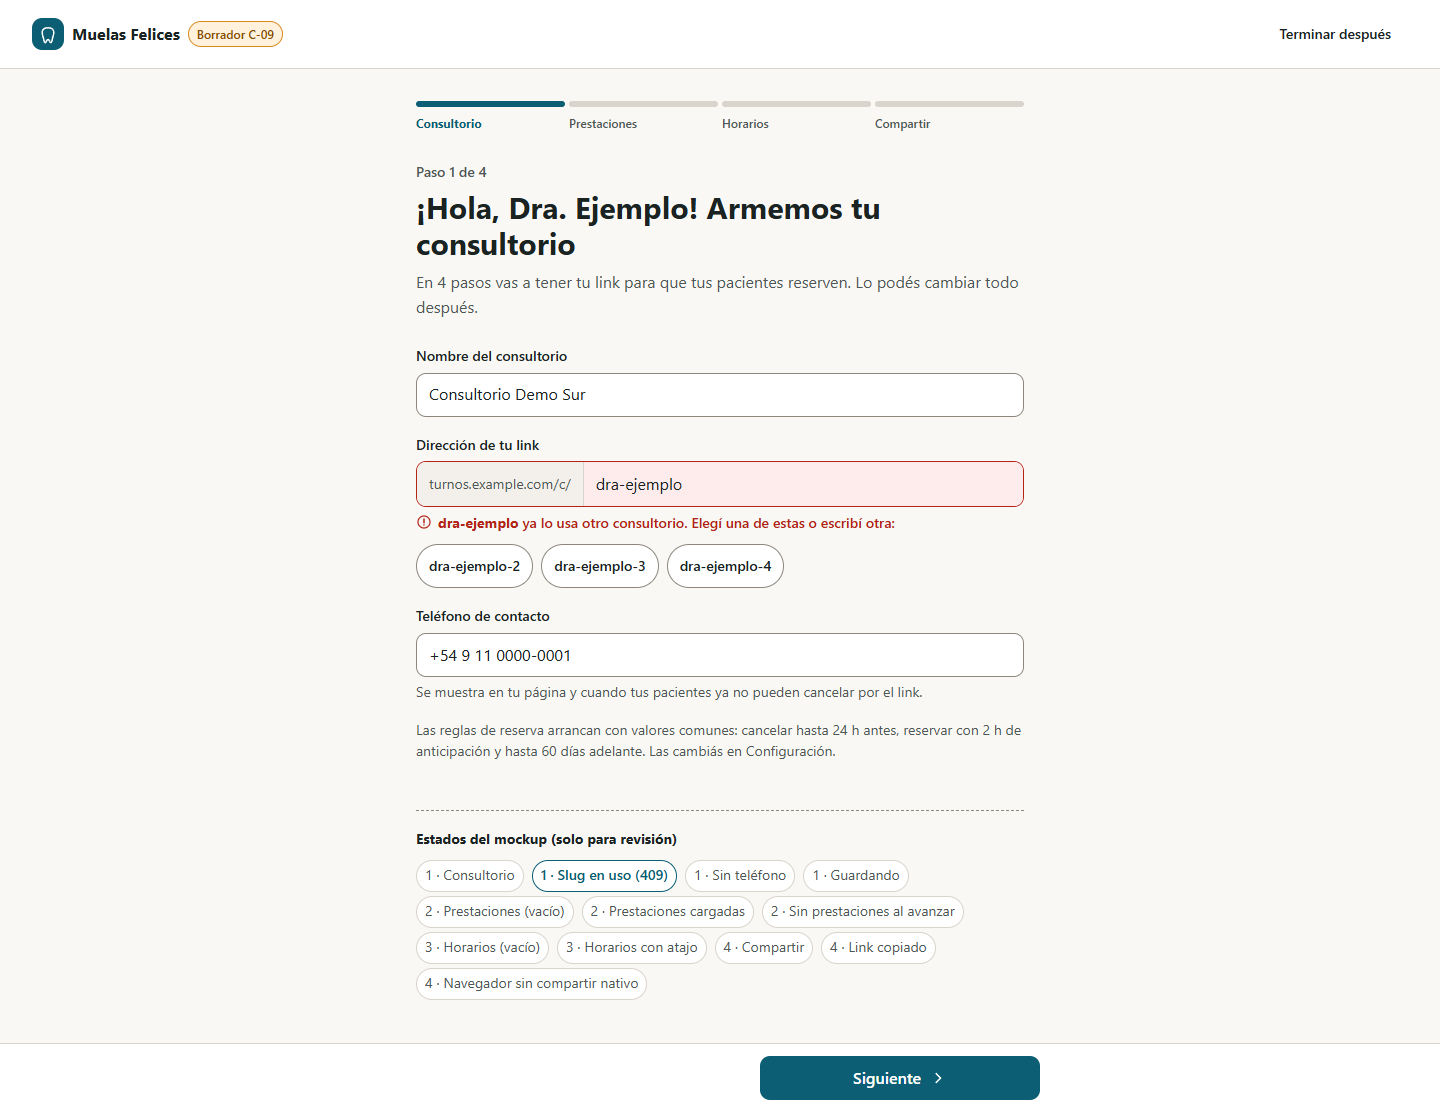 Muelas Felices
Borrador C-09
Terminar después
Consultorio
Prestaciones
Horarios
Compartir
Paso 1 de 4
¡Hola, Dra. Ejemplo! Armemos tu
consultorio
En 4 pasos vas a tener tu link para que tus pacientes reserven. Lo podés cambiar todo
después.
Nombre del consultorio
Consultorio Demo Sur
Dirección de tu link
turnos.example.com/c/ dra-ejemplo
dra-ejemplo ya lo usa otro consultorio. Elegí una de estas o escribí otra:
dra-ejemplo-2
dra-ejemplo-3
dra-ejemplo-4
Teléfono de contacto
+54 9 11 0000-0001
Se muestra en tu página y cuando tus pacientes ya no pueden cancelar por el link.
Las reglas de reserva arrancan con valores comunes: cancelar hasta 24 h antes, reservar con 2 h de
anticipación y hasta 60 días adelante. Las cambiás en Configuración.
Estados del mockup (solo para revisión)
1 · Consultorio
1 · Slug en uso (409)
1 · Sin teléfono
1 · Guardando
2 · Prestaciones (vacío)
2 · Prestaciones cargadas
2 · Sin prestaciones al avanzar
3 · Horarios (vacío)
3 · Horarios con atajo
4 · Compartir
4 · Link copiado
4 · Navegador sin compartir nativo
Siguiente